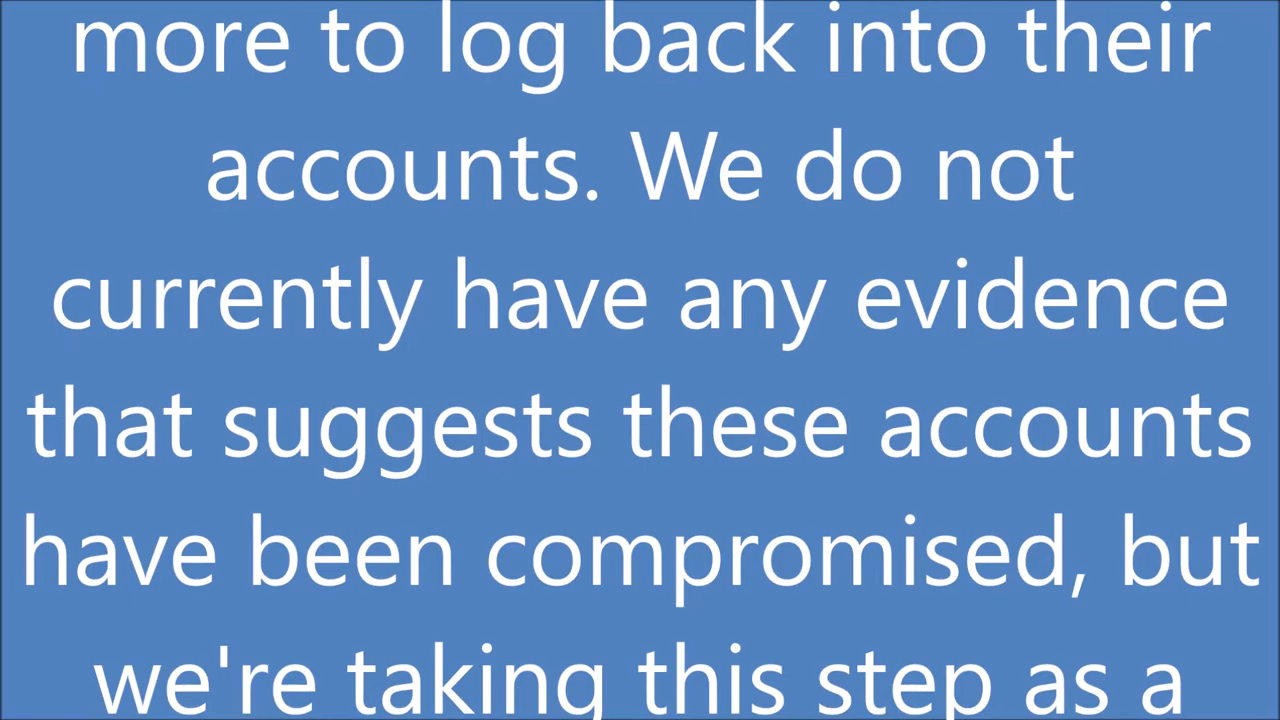 more to log back into their
accounts. We do not
currently have any evidence
that suggests these accounts
have been compromised, but
we're taking this step as a